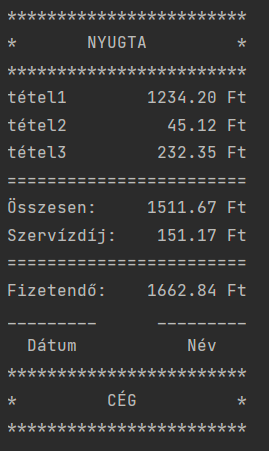 ************************
*       NYUGTA         *
************************
tétel1        1234.20 Ft
tétel2          45.12 Ft
tétel3         232.35 Ft
========================
Összesen:     1511.67 Ft
Szervízdíj:    151.17 Ft
========================
Fizetendő:    1662.84 Ft
_________      _________
  Dátum           Név
************************
*         CÉG          *
************************